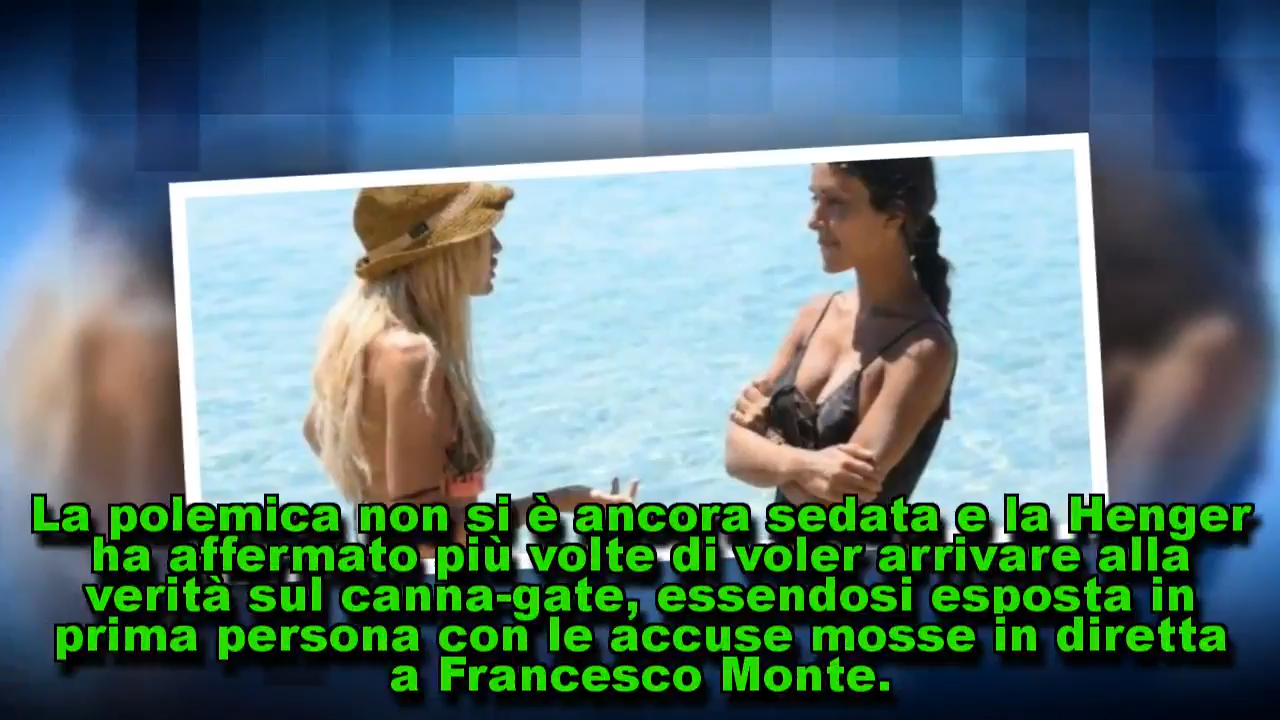 La polemica non si è ancora sedata e la Henger
ha affermato più volte di voler arrivare alla
verità sul canna-gate, essendosi esposta in
prima persona con le accuse mosse in diretta
a Francesco Monte.